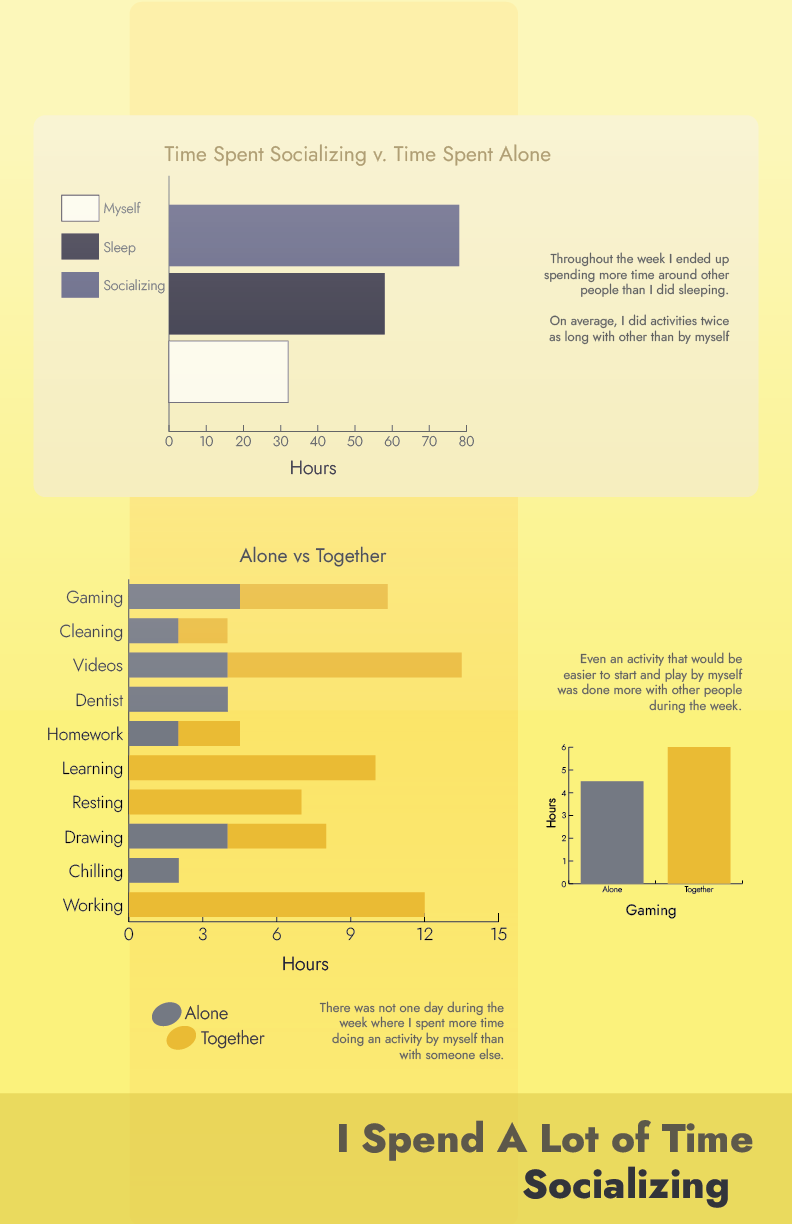 Time Spent Socializing v. Time Spent Alone
Myself
Sleep
Socializing
0 10 20 30 40 50 60 70 80
Hours
Throughout the week I ended up
spending more time around other
people than I did sleeping.
On average, I did activities twice
as long with other than by myself
Alone vs Together
Gaming
Cleaning
Videos
Dentist
Homework
Learning
Resting
Drawing
Chilling
Working
0 3 6 9 12 15
Hours
Alone
Together
There was not one day during the
week where I spent more time
doing an activity by myself than
with someone else.
Even an activity that would be
easier to start and play by myself
was done more with other people
during the week.
6
5
4
3
2
1
0
Hours
Alone Together
Gaming
I Spend A Lot of Time
Socializing